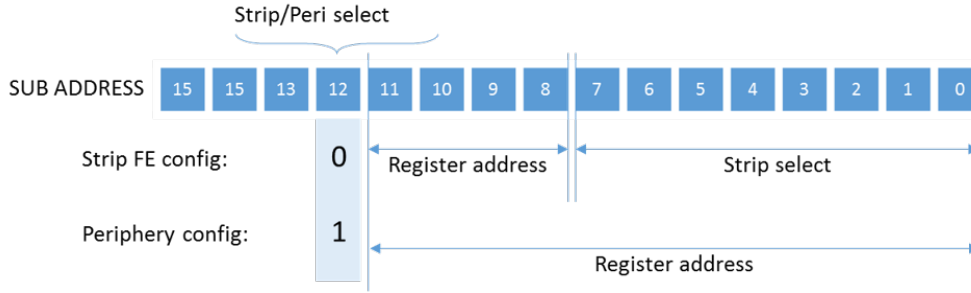 Strip/Peri select
SUB ADDRESS 15 15 13 12 11 10 9 8 7 6 5 4 3 2 1 0
Strip FE config: 0 Register address Strip select
Periphery config: 1
Register address